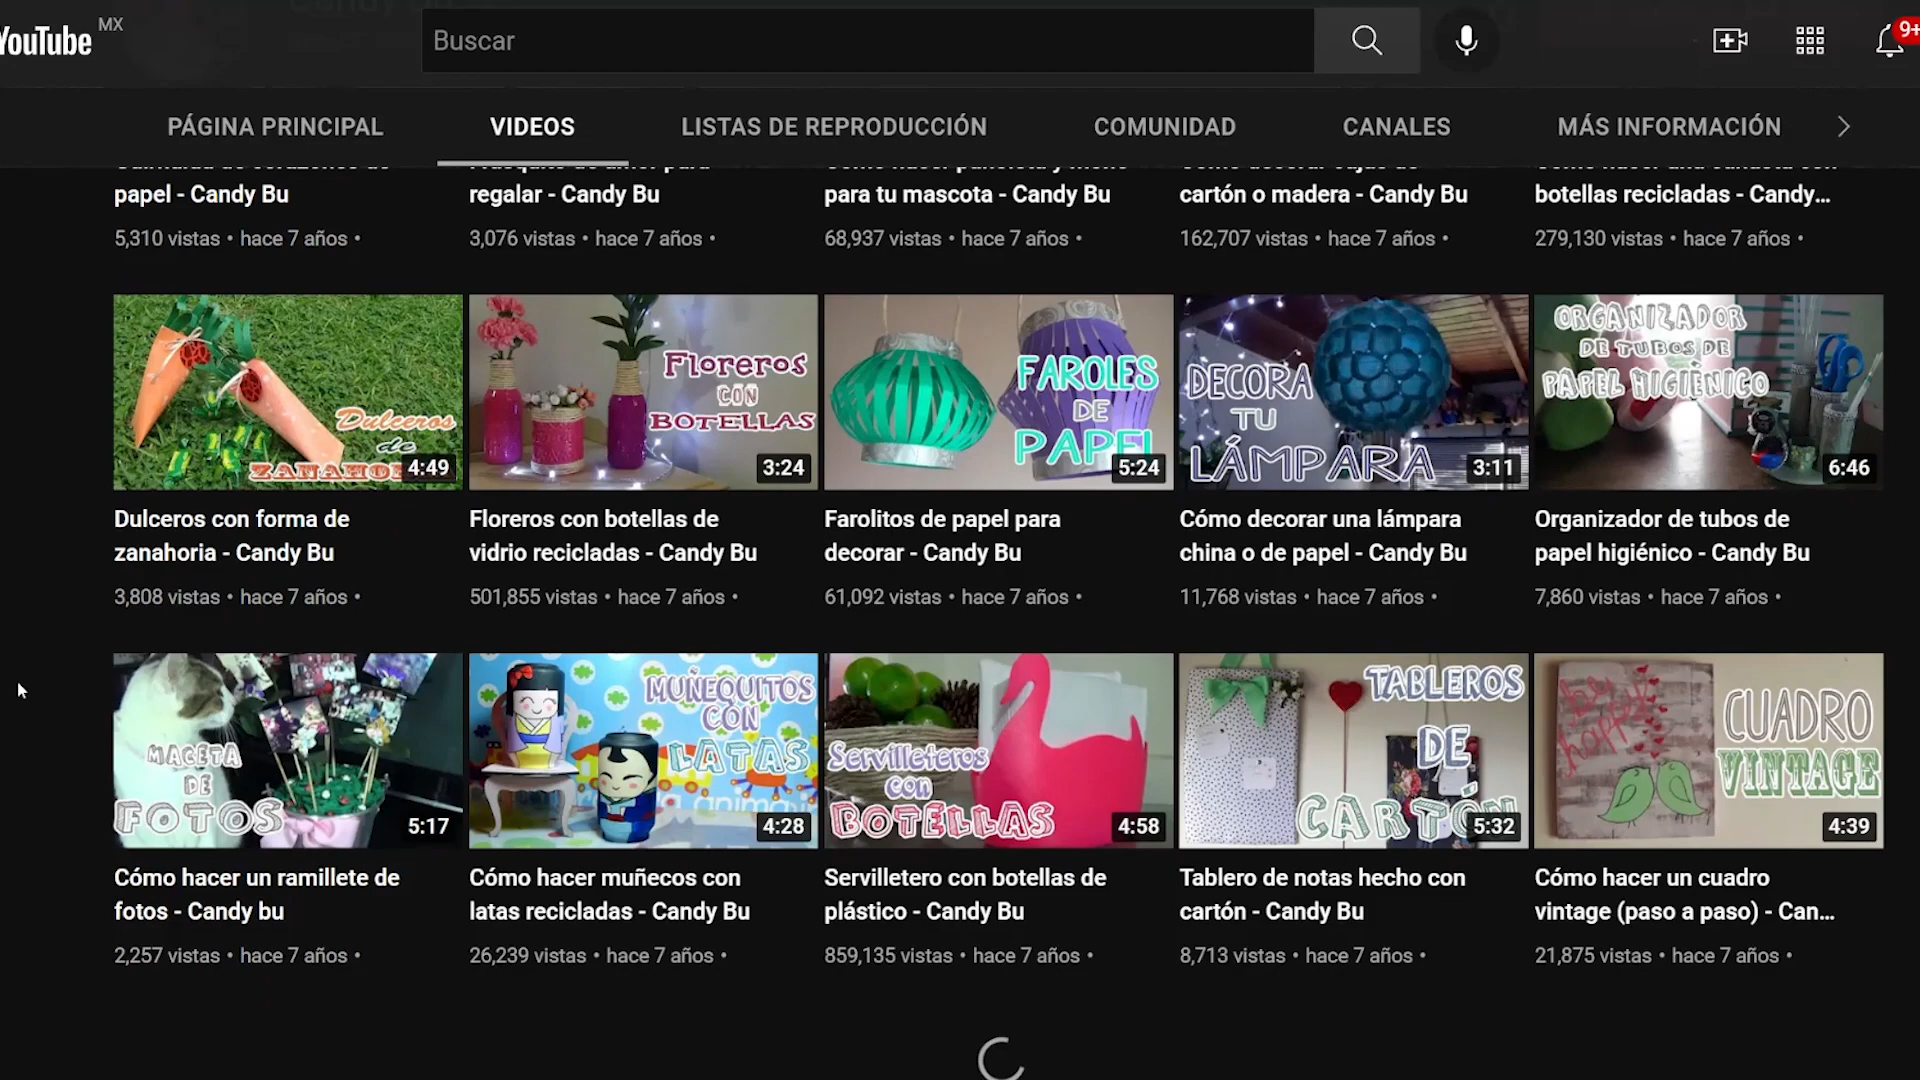 YouTube MX
Buscar
9+
PÁGINA PRINCIPAL
VIDEOS
LISTAS DE REPRODUCCIÓN
COMUNIDAD
CANALES
MÁS INFORMACIÓN
papel - Candy Bu
5,310 vistas • hace 7 años •
regalar - Candy Bu
3,076 vistas • hace 7 años •
para tu mascota - Candy Bu
68,937 vistas • hace 7 años •
cartón o madera - Candy Bu
162,707 vistas • hace 7 años •
botellas recicladas - Candy...
279,130 vistas • hace 7 años •
Dulceros
de
4:49
Dulceros con forma de
zanahoria - Candy Bu
3,808 vistas • hace 7 años •
Floreros
CON
BOTELLAS
3:24
Floreros con botellas de
vidrio recicladas - Candy Bu
501,855 vistas • hace 7 años •
FAROLES
DE
PAPEL
5:24
Farolitos de papel para
decorar - Candy Bu
61,092 vistas • hace 7 años •
DECORA
TU
LÁMPARA
3:11
Cómo decorar una lámpara
china o de papel - Candy Bu
11,768 vistas • hace 7 años •
ORGANIZADOR
DE TUBOS DE
PAPEL HIGIÉNICO
6:46
Organizador de tubos de
papel higiénico - Candy Bu
7,860 vistas • hace 7 años •
MACETA
DE
FOTOS
5:17
Cómo hacer un ramillete de
fotos - Candy bu
2,257 vistas • hace 7 años •
MUÑEQUITOS
CON
LATAS
4:28
Cómo hacer muñecos con
latas recicladas - Candy Bu
26,239 vistas • hace 7 años •
Servilleteros
con
BOTELLAS
4:58
Servilletero con botellas de
plástico - Candy Bu
859,135 vistas • hace 7 años •
TABLEROS
DE
CARTÓN
5:32
Tablero de notas hecho con
cartón - Candy Bu
8,713 vistas • hace 7 años •
be
happy
CUADRO
VINTAGE
4:39
Cómo hacer un cuadro
vintage (paso a paso) - Can...
21,875 vistas • hace 7 años •